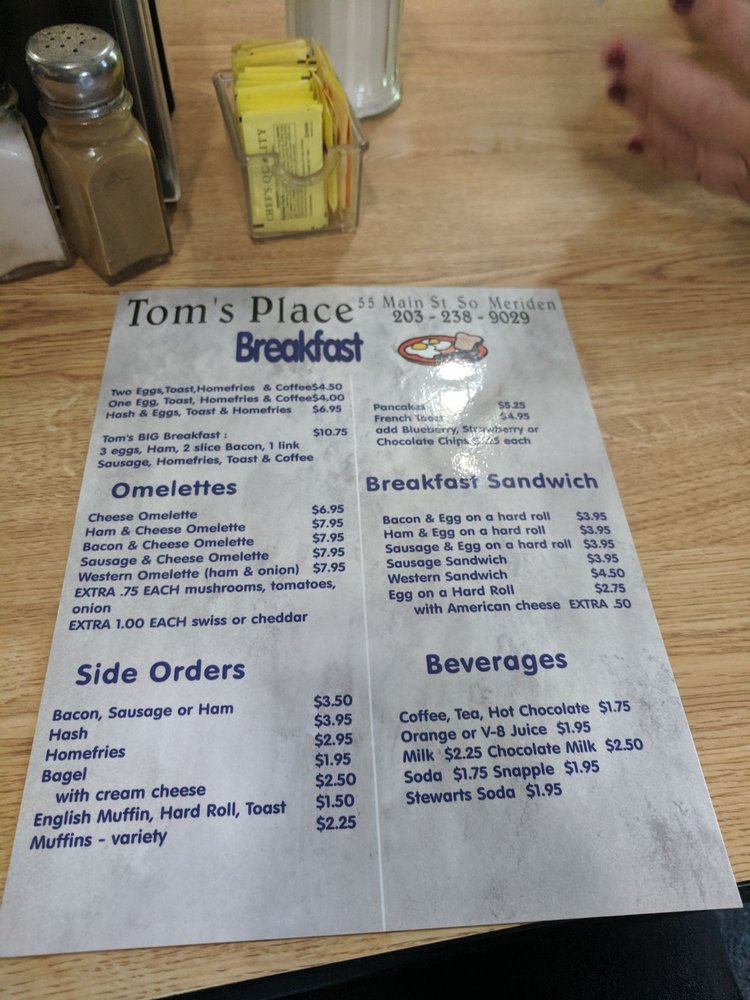 CHEF'S QUALITY
Tom's Place
55 Main St So Meriden
203 - 238 - 9029
Breakfast
Two Eggs,Toast,Homefries & Coffee $4.50
One Egg, Toast, Homefries & Coffee $4.00
Hash & Eggs, Toast & Homefries $6.95
Tom's BIG Breakfast : $10.75
3 eggs, Ham, 2 slice Bacon, 1 link
Sausage, Homefries, Toast & Coffee
Omelettes
Cheese Omelette $6.95
Ham & Cheese Omelette $7.95
Bacon & Cheese Omelette $7.95
Sausage & Cheese Omelette $7.95
Western Omelette (ham & onion) $7.95
EXTRA .75 EACH mushrooms, tomatoes,
onion
EXTRA 1.00 EACH swiss or cheddar
Side Orders
Bacon, Sausage or Ham $3.50
Hash $3.95
Homefries $2.95
Bagel $1.95
with cream cheese $2.50
English Muffin, Hard Roll, Toast $1.50
Muffins - variety $2.25
Pancakes $5.25
French Toast $4.95
add Blueberry, Strawberry or
Chocolate Chips each
Breakfast Sandwich
Bacon & Egg on a hard roll $3.95
Ham & Egg on a hard roll $3.95
Sausage & Egg on a hard roll $3.95
Sausage Sandwich $3.95
Western Sandwich $4.50
Egg on a Hard Roll $2.75
with American cheese EXTRA .50
Beverages
Coffee, Tea, Hot Chocolate $1.75
Orange or V-8 Juice $1.95
Milk $2.25 Chocolate Milk $2.50
Soda $1.75 Snapple $1.95
Stewarts Soda $1.95